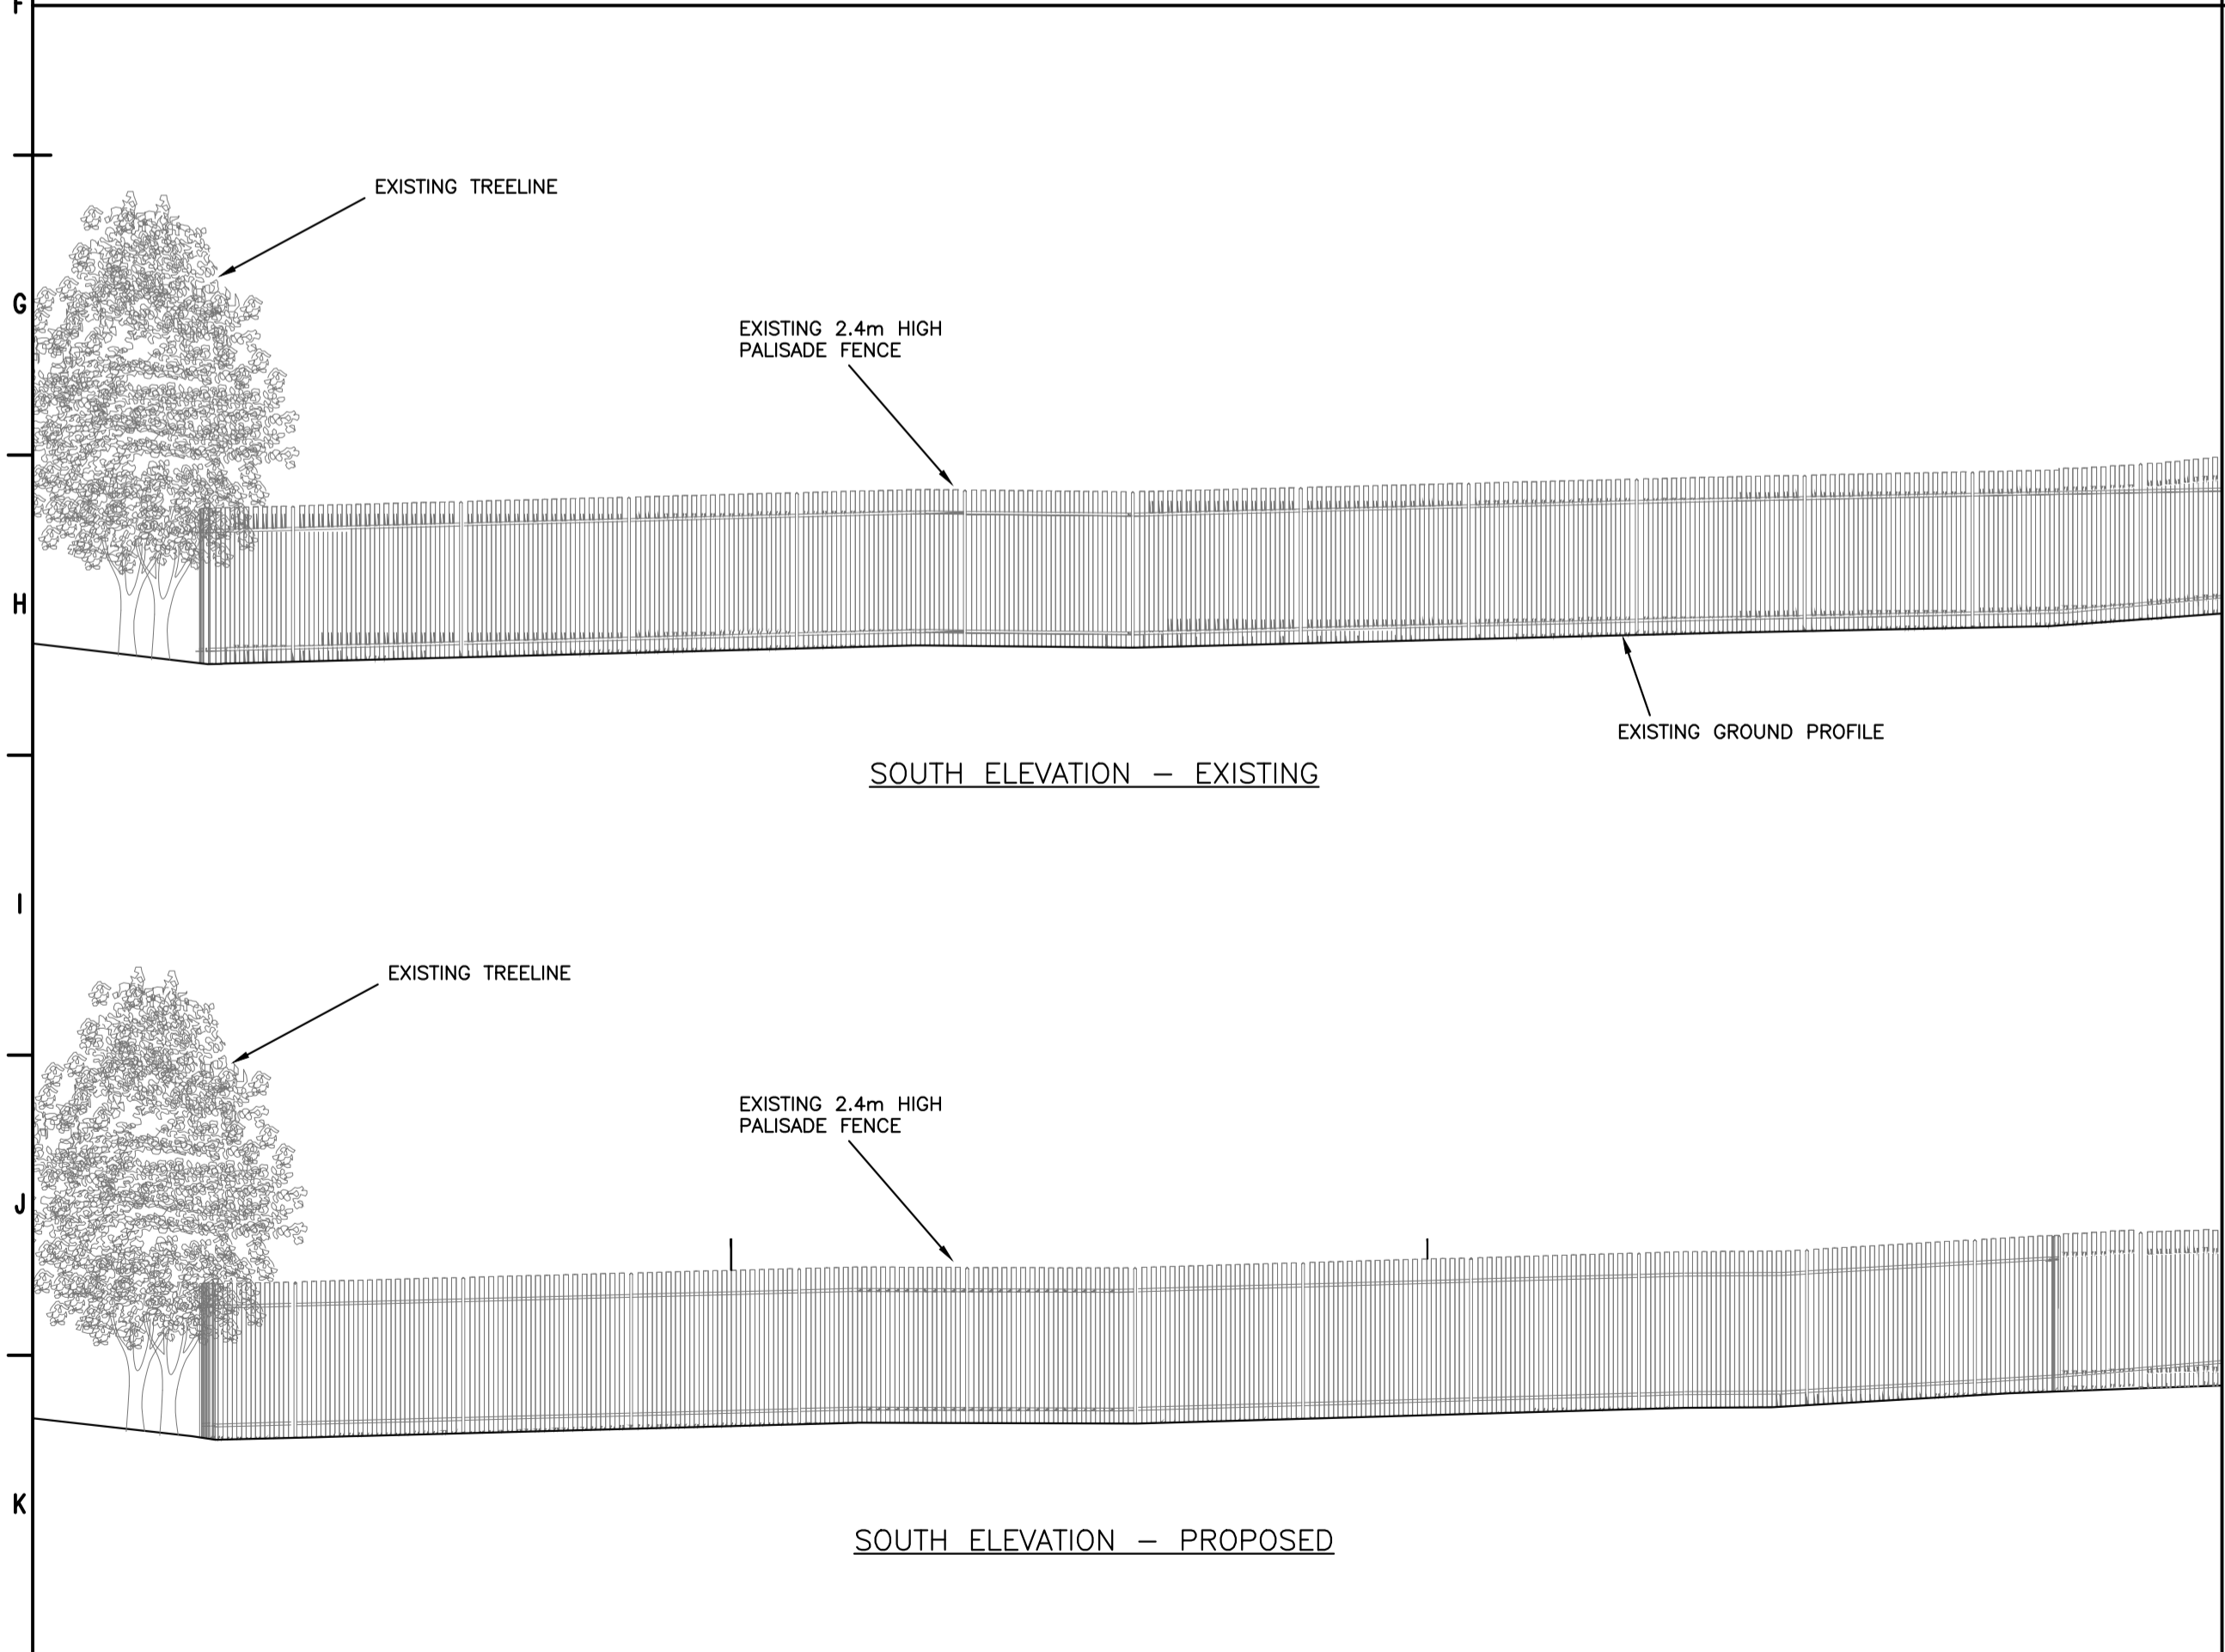 F
EXISTING TREELINE
G
EXISTING 2.4m HIGH
PALISADE FENCE
H
EXISTING GROUND PROFILE
SOUTH ELEVATION – EXISTING
I
EXISTING TREELINE
EXISTING 2.4m HIGH
PALISADE FENCE
J
K
SOUTH ELEVATION – PROPOSED